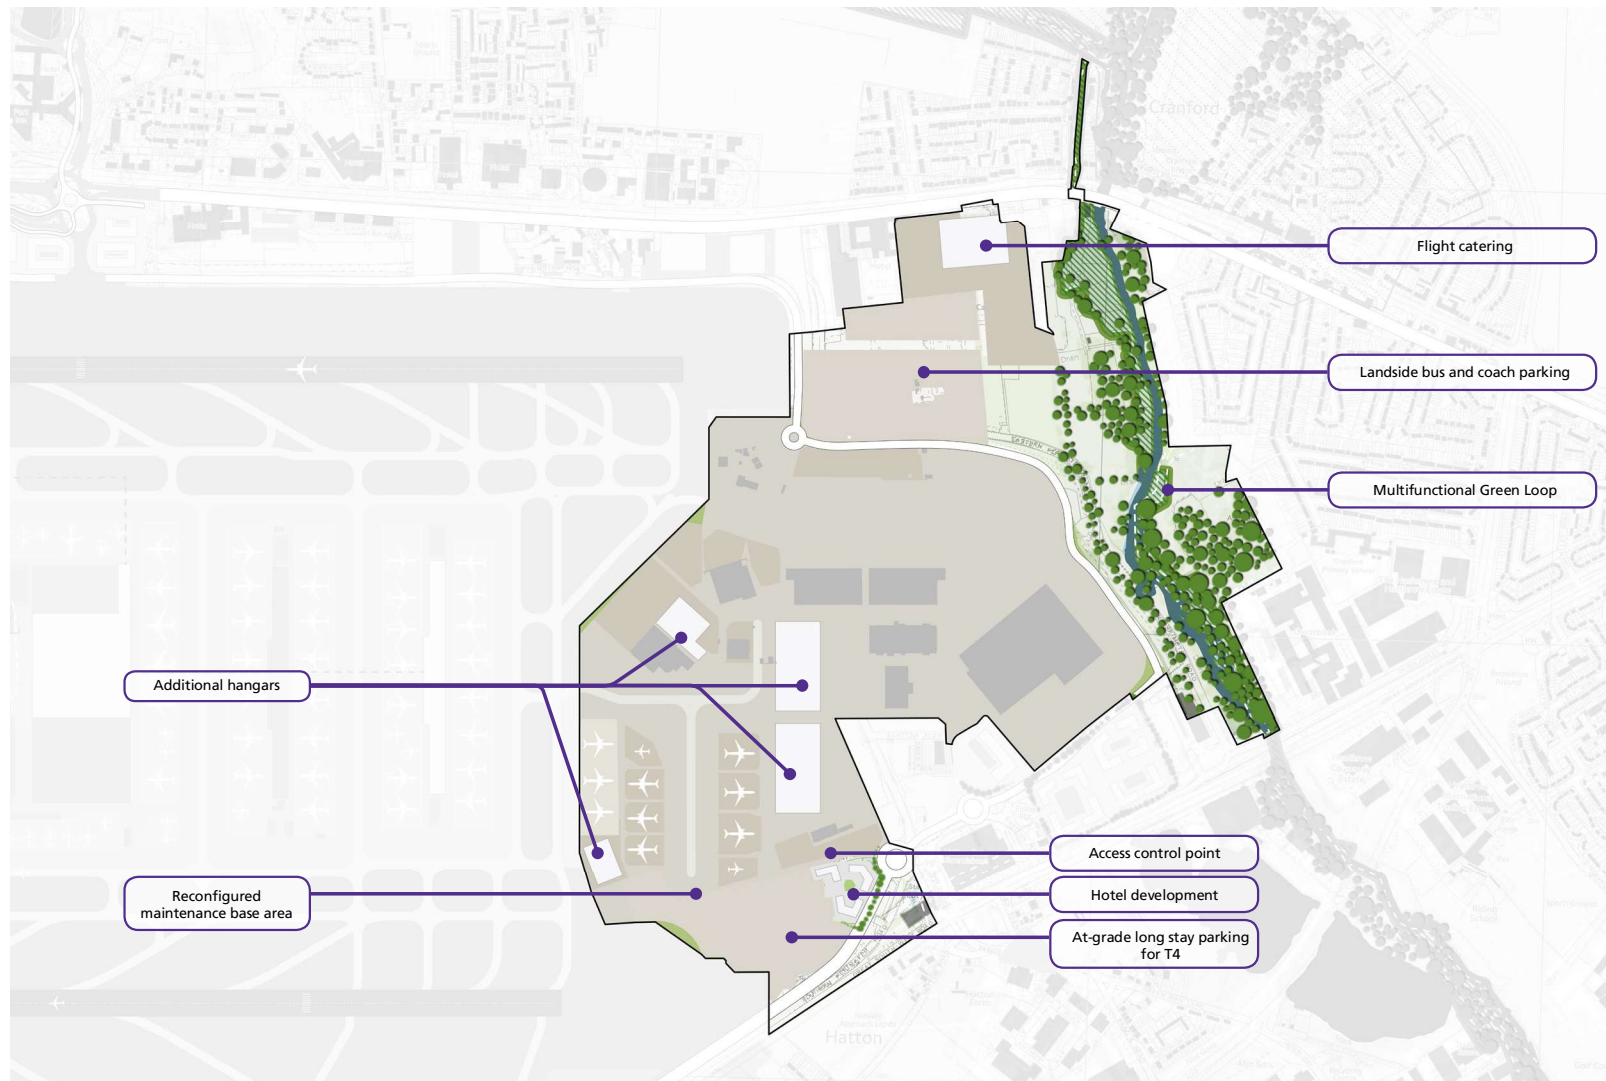 Cranford
Flight catering
Landside bus and coach parking
Multifunctional Green Loop
Additional hangars
Access control point
Reconfigured
maintenance base area
Hotel development
At-grade long stay parking
for T4
Hatton